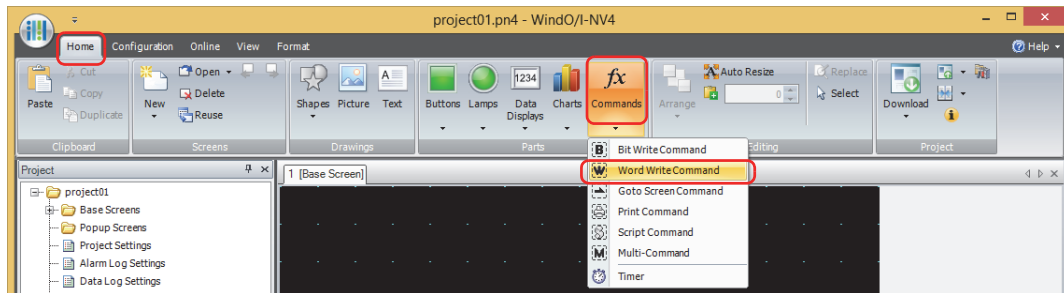 project01.pn4 - WindO/I-NV4
Home Configuration Online View Format Help
Paste
Cut
Copy
Duplicate
Clipboard
New
Open
Delete
Reuse
Screens
Shapes Picture Text
Drawings
Buttons Lamps Data Displays Charts Commands
1234
fx
Parts
Arrange
Auto Resize
0
Replace
Select
Editing
Download
Project
Bit Write Command
Word Write Command
Goto Screen Command
Print Command
Script Command
Multi-Command
Timer
Project
project01
Base Screens
Popup Screens
Project Settings
Alarm Log Settings
Data Log Settings
1 [Base Screen]